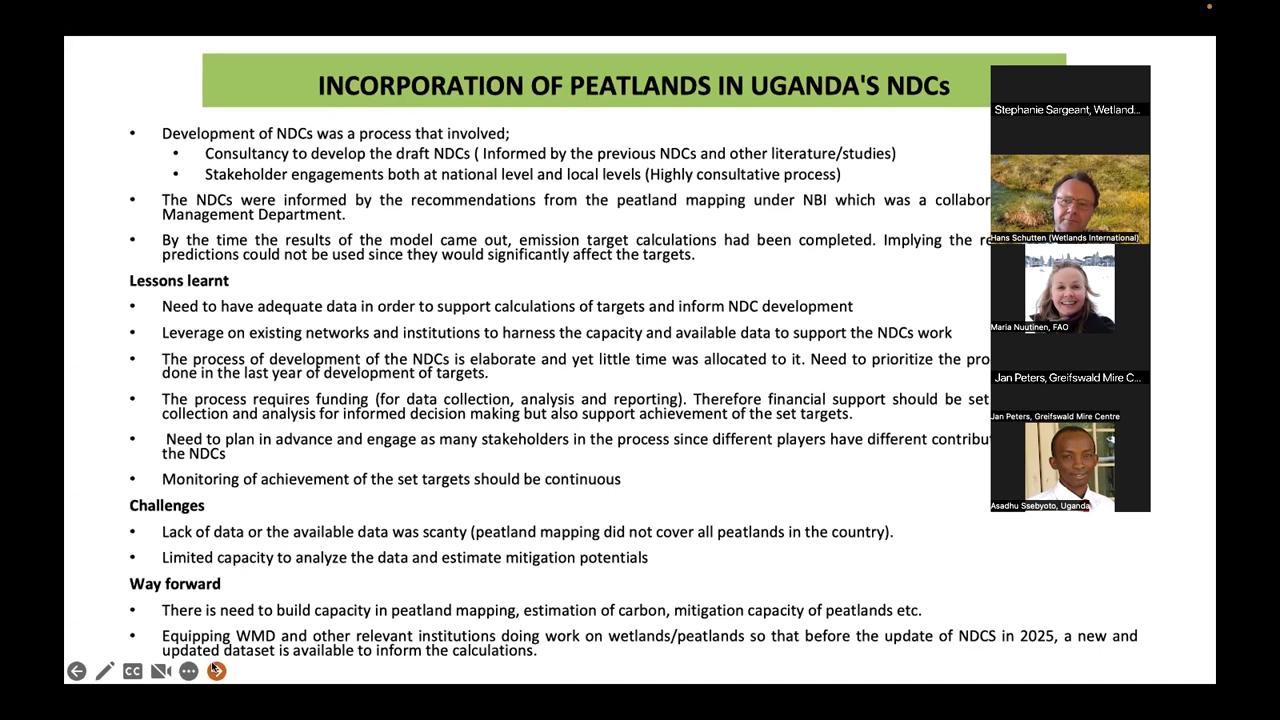 INCORPORATION OF PEATLANDS IN UGANDA'S NDCs
Stephanie Sargeant, Wetland...
• Development of NDCs was a process that involved;
• Consultancy to develop the draft NDCs ( Informed by the previous NDCs and other literature/studies)
• Stakeholder engagements both at national level and local levels (Highly consultative process)
• The NDCs were informed by the recommendations from the peatland mapping under NBI which was a collabor
Management Department.
Hans Schutten (Wetlands International)
• By the time the results of the model came out, emission target calculations had been completed. Implying the
predictions could not be used since they would significantly affect the targets.
Lessons learnt
• Need to have adequate data in order to support calculations of targets and inform NDC development
Maria Nuutinen, FAO
• Leverage on existing networks and institutions to harness the capacity and available data to support the NDCs work
• The process of development of the NDCs is elaborate and yet little time was allocated to it. Need to prioritize the pro
done in the last year of development of targets.
Jan Peters, Greifswald Mire C...
• The process requires funding (for data collection, analysis and reporting). Therefore financial support should be set
collection and analysis for informed decision making but also support achievement of the set targets.
Jan Peters, Greifswald Mire Centre
• Need to plan in advance and engage as many stakeholders in the process since different players have different contribut
the NDCs
• Monitoring of achievement of the set targets should be continuous
Asadhu Ssebyoto, Uganda
Challenges
• Lack of data or the available data was scanty (peatland mapping did not cover all peatlands in the country).
• Limited capacity to analyze the data and estimate mitigation potentials
Way forward
• There is need to build capacity in peatland mapping, estimation of carbon, mitigation capacity of peatlands etc.
• Equipping WMD and other relevant institutions doing work on wetlands/peatlands so that before the update of NDCS in 2025, a new and
updated dataset is available to inform the calculations.
CC